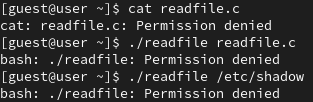 [guest@user ~]$ cat readfile.c
cat: readfile.c: Permission denied
[guest@user ~]$ ./readfile readfile.c
bash: ./readfile: Permission denied
[guest@user ~]$ ./readfile /etc/shadow
bash: ./readfile: Permission denied